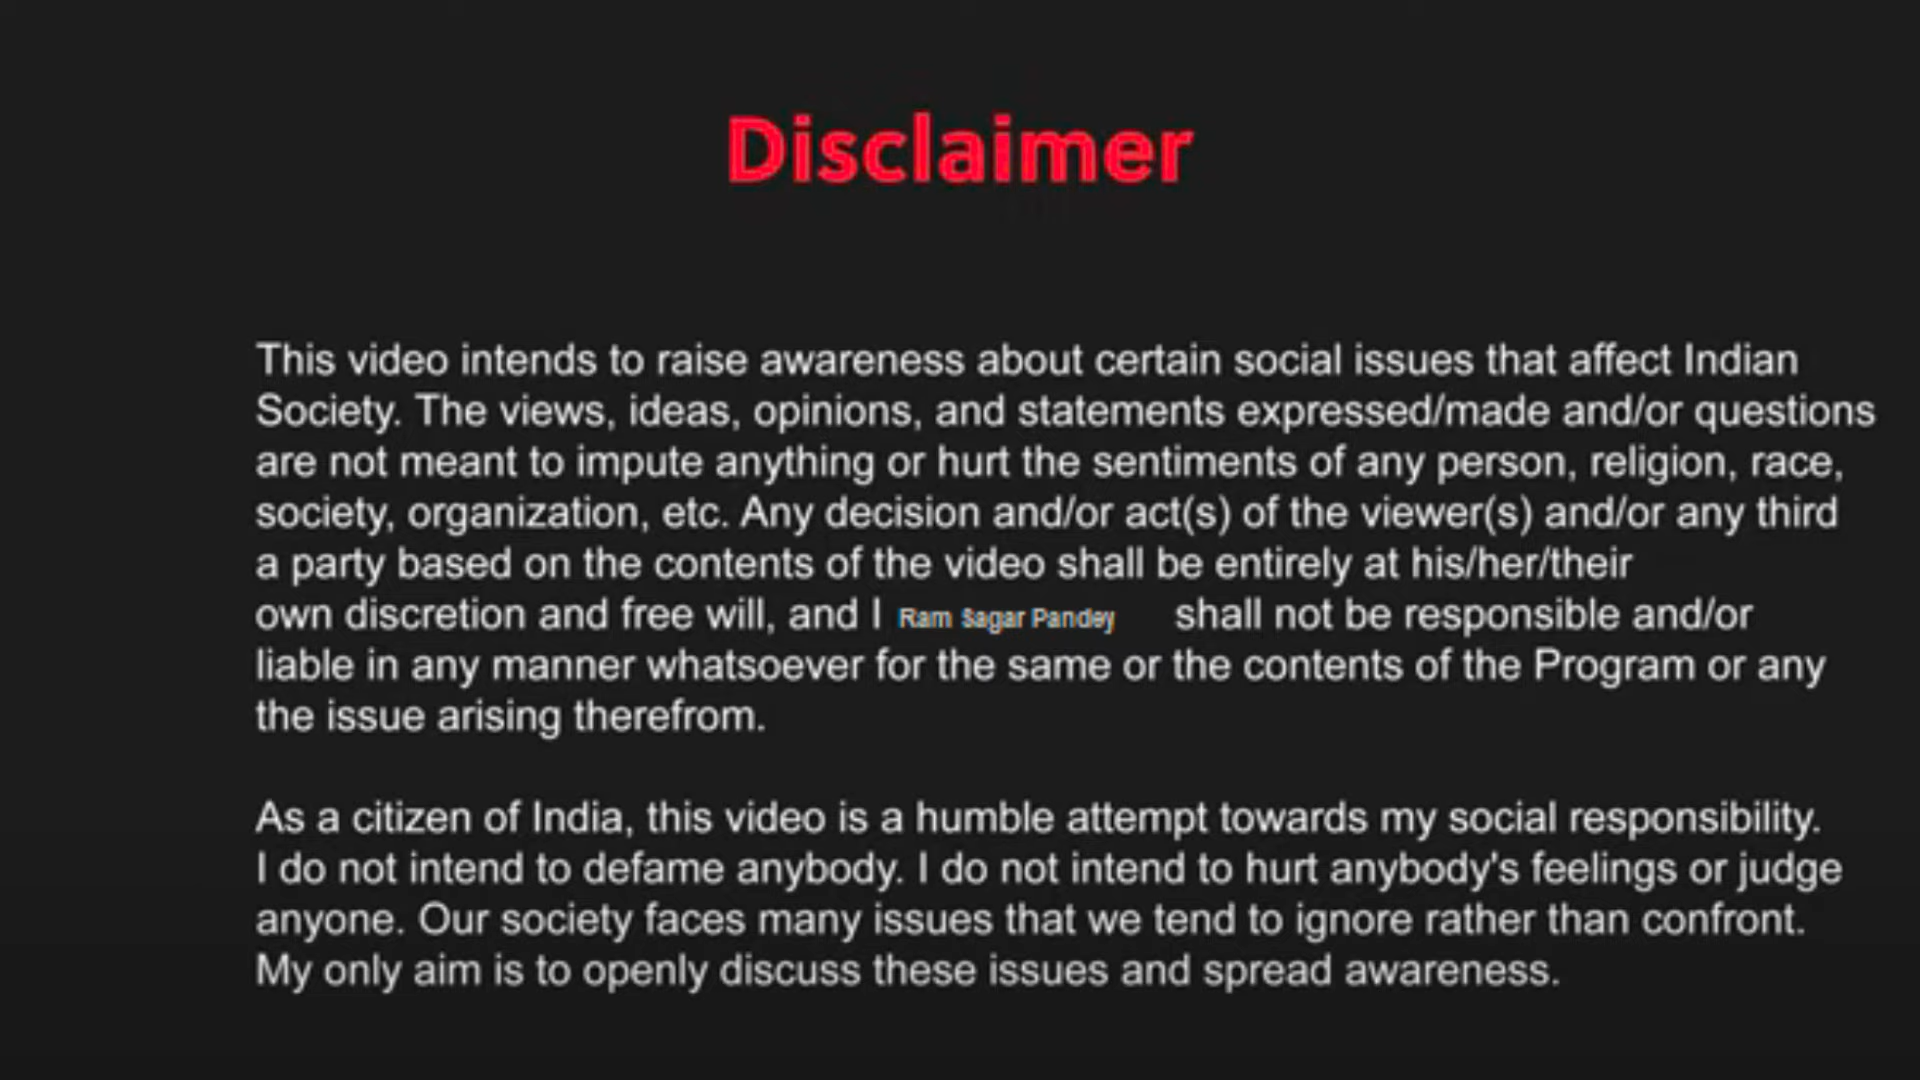 Disclaimer
This video intends to raise awareness about certain social issues that affect Indian
Society. The views, ideas, opinions, and statements expressed/made and/or questions
are not meant to impute anything or hurt the sentiments of any person, religion, race,
society, organization, etc. Any decision and/or act(s) of the viewer(s) and/or any third
a party based on the contents of the video shall be entirely at his/her/their
own discretion and free will, and I Ram Sagar Pandey shall not be responsible and/or
liable in any manner whatsoever for the same or the contents of the Program or any
the issue arising therefrom.
As a citizen of India, this video is a humble attempt towards my social responsibility.
I do not intend to defame anybody. I do not intend to hurt anybody's feelings or judge
anyone. Our society faces many issues that we tend to ignore rather than confront.
My only aim is to openly discuss these issues and spread awareness.